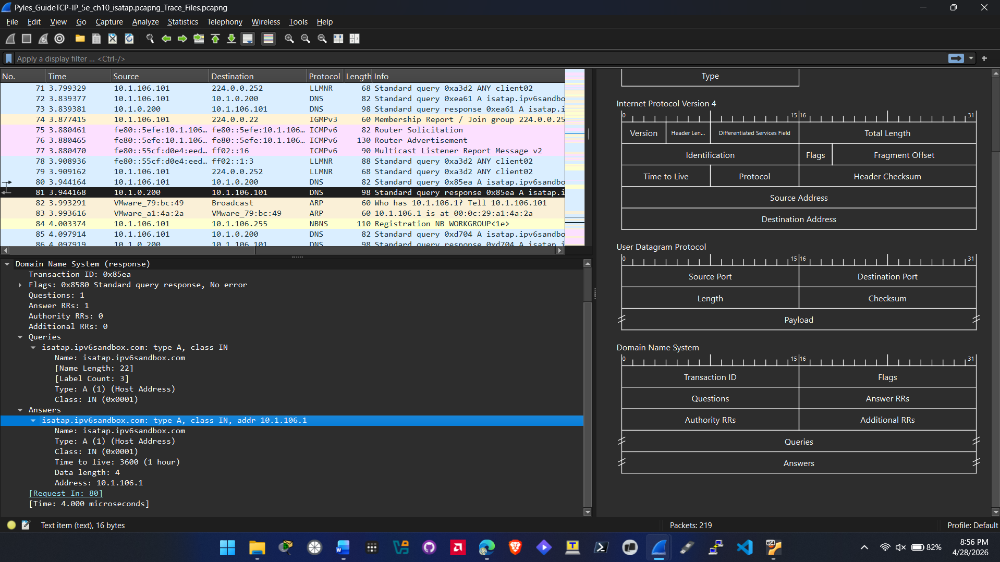 Pyles_GuideTCP-IP_5e_ch10_isatap.pcapng_Trace_Files.pcapng
File Edit View Go Capture Analyze Statistics Telephony Wireless Tools Help
Apply a display filter ... <Ctrl-/>
No. Time Source Destination Protocol Length Info
71 3.799329 10.1.106.101 224.0.0.252 LLMNR 68 Standard query 0xa3d2 ANY client02
72 3.839377 10.1.106.101 10.1.0.200 DNS 82 Standard query 0xea61 A isatap.ipv6sandbo
73 3.839381 10.1.0.200 10.1.106.101 DNS 98 Standard query response 0xea61 A isatap.i
74 3.877415 10.1.106.101 224.0.0.22 IGMPv3 60 Membership Report / Join group 224.0.0.25
75 3.880461 fe80::5efe:10.1.106... fe80::5efe:10.1.106... ICMPv6 82 Router Solicitation
76 3.880465 fe80::5efe:10.1.106... fe80::5efe:10.1.106... ICMPv6 130 Router Advertisement
77 3.880470 fe80::55cf:d0e4:eed... ff02::16 ICMPv6 90 Multicast Listener Report Message v2
78 3.908936 fe80::55cf:d0e4:eed... ff02::1:3 LLMNR 88 Standard query 0xa3d2 ANY client02
79 3.909162 10.1.106.101 224.0.0.252 LLMNR 68 Standard query 0xa3d2 ANY client02
80 3.944164 10.1.106.101 10.1.0.200 DNS 82 Standard query 0x85ea A isatap.ipv6sandbo
81 3.944168 10.1.0.200 10.1.106.101 DNS 98 Standard query response 0x85ea A isatap.i
82 3.993291 VMware_79:bc:49 Broadcast ARP 60 Who has 10.1.106.1? Tell 10.1.106.101
83 3.993616 VMware_a1:4a:2a VMware_79:bc:49 ARP 60 10.1.106.1 is at 00:0c:29:a1:4a:2a
84 4.003374 10.1.106.101 10.1.106.255 NBNS 110 Registration NB WORKGROUP<1e>
85 4.097914 10.1.106.101 10.1.0.200 DNS 82 Standard query 0xd704 A isatap.ipv6sandbo
86 4.097919 10.1.0.200 10.1.106.101 DNS 98 Standard query response 0xd704 A isatap.i
Domain Name System (response)
Transaction ID: 0x85ea
Flags: 0x8580 Standard query response, No error
Questions: 1
Answer RRs: 1
Authority RRs: 0
Additional RRs: 0
Queries
isatap.ipv6sandbox.com: type A, class IN
Name: isatap.ipv6sandbox.com
[Name Length: 22]
[Label Count: 3]
Type: A (1) (Host Address)
Class: IN (0x0001)
Answers
isatap.ipv6sandbox.com: type A, class IN, addr 10.1.106.1
Name: isatap.ipv6sandbox.com
Type: A (1) (Host Address)
Class: IN (0x0001)
Time to live: 3600 (1 hour)
Data length: 4
Address: 10.1.106.1
[Request In: 80]
[Time: 4.000 microseconds]
Type
Internet Protocol Version 4
0 15 16 31
Version Header Len... Differentiated Services Field Total Length
Identification Flags Fragment Offset
Time to Live Protocol Header Checksum
Source Address
Destination Address
User Datagram Protocol
0 15 16 31
Source Port Destination Port
Length Checksum
Payload
Domain Name System
0 15 16 31
Transaction ID Flags
Questions Answer RRs
Authority RRs Additional RRs
Queries
Answers
Text item (text), 16 bytes
Packets: 219
Profile: Default
82%
8:56 PM
4/28/2026